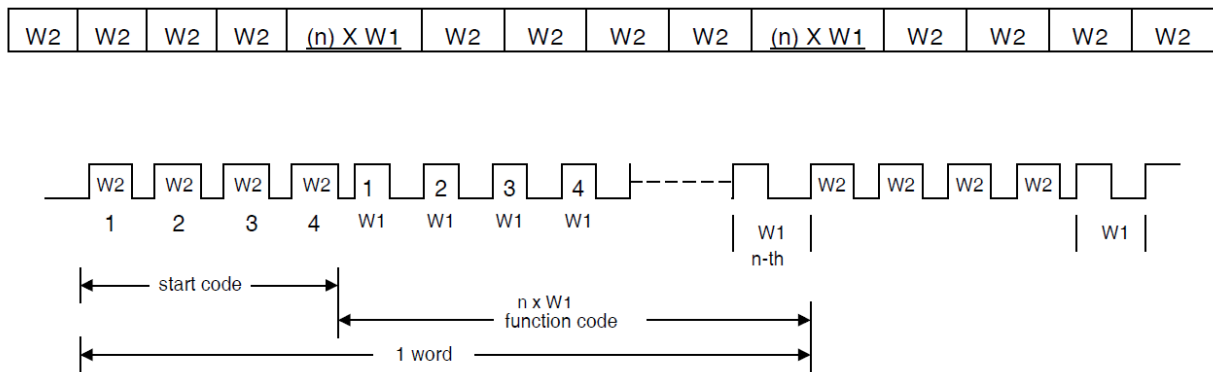 W2 W2 W2 W2 (n) X W1 W2 W2 W2 W2 (n) X W1 W2 W2 W2 W2
W2 W2 W2 W2 1 2 3 4 W2 W2 W2 W2
1 2 3 4 W1 W1 W1 W1 W1 W1
n-th
start code
n x W1
function code
1 word